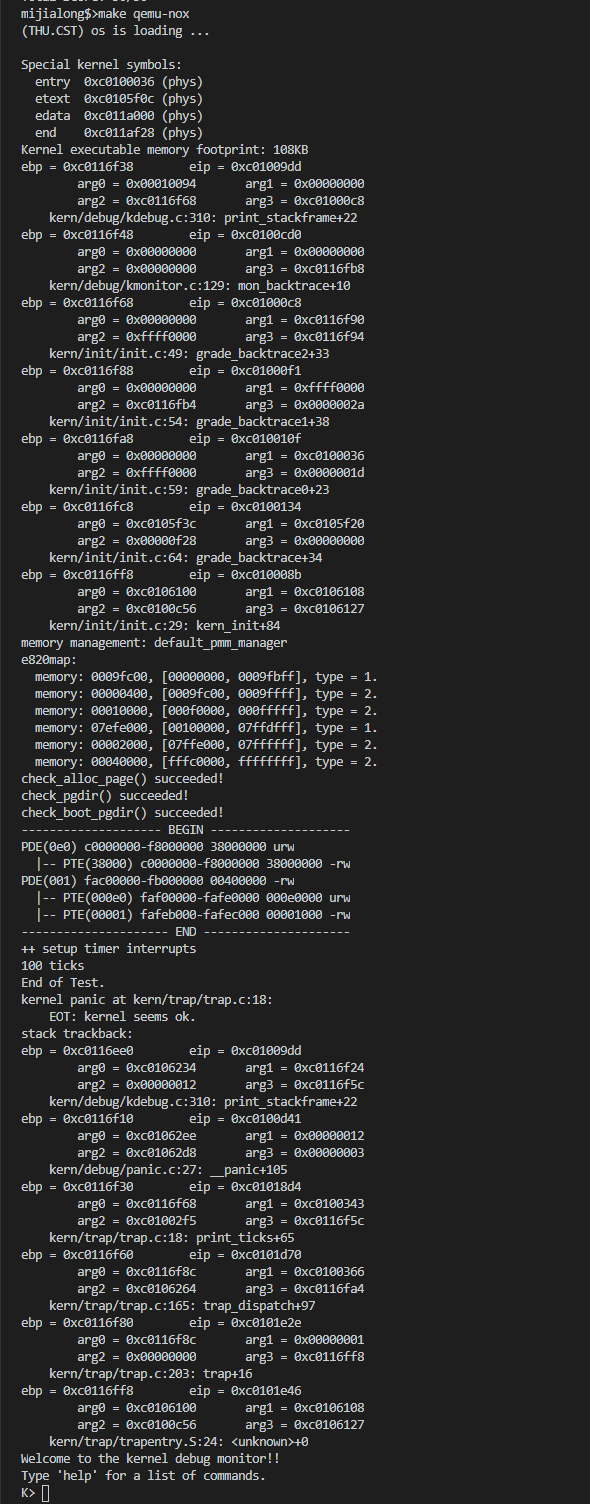 mijialong$>make qemu-nox
(THU.CST) os is loading ...
Special kernel symbols:
  entry  0xc0100036 (phys)
  etext  0xc0105f0c (phys)
  edata  0xc011a000 (phys)
  end    0xc011af28 (phys)
Kernel executable memory footprint: 108KB
ebp = 0xc0116f38        eip = 0xc01009dd
        arg0 = 0x00010094       arg1 = 0x00000000
        arg2 = 0xc0116f68       arg3 = 0xc01000c8
    kern/debug/kdebug.c:310: print_stackframe+22
ebp = 0xc0116f48        eip = 0xc0100cd0
        arg0 = 0x00000000       arg1 = 0x00000000
        arg2 = 0x00000000       arg3 = 0xc0116fb8
    kern/debug/kmonitor.c:129: mon_backtrace+10
ebp = 0xc0116f68        eip = 0xc01000c8
        arg0 = 0x00000000       arg1 = 0xc0116f90
        arg2 = 0xffff0000       arg3 = 0xc0116f94
    kern/init/init.c:49: grade_backtrace2+33
ebp = 0xc0116f88        eip = 0xc01000f1
        arg0 = 0x00000000       arg1 = 0xffff0000
        arg2 = 0xc0116fb4       arg3 = 0x0000002a
    kern/init/init.c:54: grade_backtrace1+38
ebp = 0xc0116fa8        eip = 0xc010010f
        arg0 = 0x00000000       arg1 = 0xc0100036
        arg2 = 0xffff0000       arg3 = 0x0000001d
    kern/init/init.c:59: grade_backtrace0+23
ebp = 0xc0116fc8        eip = 0xc0100134
        arg0 = 0xc0105f3c       arg1 = 0xc0105f20
        arg2 = 0x00000f28       arg3 = 0x00000000
    kern/init/init.c:64: grade_backtrace+34
ebp = 0xc0116ff8        eip = 0xc010008b
        arg0 = 0xc0106100       arg1 = 0xc0106108
        arg2 = 0xc0100c56       arg3 = 0xc0106127
    kern/init/init.c:29: kern_init+84
memory management: default_pmm_manager
e820map:
  memory: 0009fc00, [00000000, 0009fbff], type = 1.
  memory: 00000400, [0009fc00, 0009ffff], type = 2.
  memory: 00010000, [000f0000, 000fffff], type = 2.
  memory: 07efe000, [00100000, 07ffdfff], type = 1.
  memory: 00002000, [07ffe000, 07ffffff], type = 2.
  memory: 00040000, [fffc0000, ffffffff], type = 2.
check_alloc_page() succeeded!
check_pgdir() succeeded!
check_boot_pgdir() succeeded!
-------------------- BEGIN --------------------
PDE(0e0) c0000000-f8000000 38000000 urw
  |-- PTE(38000) c0000000-f8000000 38000000 -rw
PDE(001) fac00000-fb000000 00400000 -rw
  |-- PTE(000e0) faf00000-fafe0000 000e0000 urw
  |-- PTE(00001) fafeb000-fafec000 00001000 -rw
--------------------- END ---------------------
++ setup timer interrupts
100 ticks
End of Test.
kernel panic at kern/trap/trap.c:18:
    EOT: kernel seems ok.
stack trackback:
ebp = 0xc0116ee0        eip = 0xc01009dd
        arg0 = 0xc0106234       arg1 = 0xc0116f24
        arg2 = 0x00000012       arg3 = 0xc0116f5c
    kern/debug/kdebug.c:310: print_stackframe+22
ebp = 0xc0116f10        eip = 0xc0100d41
        arg0 = 0xc01062ee       arg1 = 0x00000012
        arg2 = 0xc01062d8       arg3 = 0x00000003
    kern/debug/panic.c:27: __panic+105
ebp = 0xc0116f30        eip = 0xc01018d4
        arg0 = 0xc0116f68       arg1 = 0xc0100343
        arg2 = 0xc01002f5       arg3 = 0xc0116f5c
    kern/trap/trap.c:18: print_ticks+65
ebp = 0xc0116f60        eip = 0xc0101d70
        arg0 = 0xc0116f8c       arg1 = 0xc0100366
        arg2 = 0xc0106264       arg3 = 0xc0116fa4
    kern/trap/trap.c:165: trap_dispatch+97
ebp = 0xc0116f80        eip = 0xc0101e2e
        arg0 = 0xc0116f8c       arg1 = 0x00000001
        arg2 = 0x00000000       arg3 = 0xc0116ff8
    kern/trap/trap.c:203: trap+16
ebp = 0xc0116ff8        eip = 0xc0101e46
        arg0 = 0xc0106100       arg1 = 0xc0106108
        arg2 = 0xc0100c56       arg3 = 0xc0106127
    kern/trap/trapentry.S:24: <unknown>+0
Welcome to the kernel debug monitor!!
Type 'help' for a list of commands.
K>